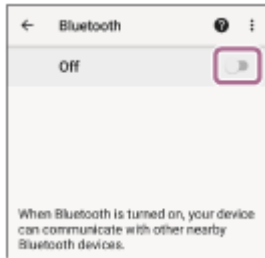 Bluetooth
Off
When Bluetooth is turned on, your device
can communicate with other nearby
Bluetooth devices.